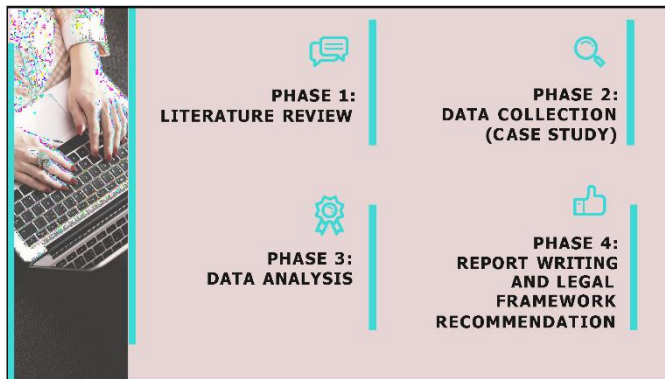 PHASE 1:
LITERATURE REVIEW
PHASE 2:
DATA COLLECTION
(CASE STUDY)
PHASE 3:
DATA ANALYSIS
PHASE 4:
REPORT WRITING
AND LEGAL
FRAMEWORK
RECOMMENDATION